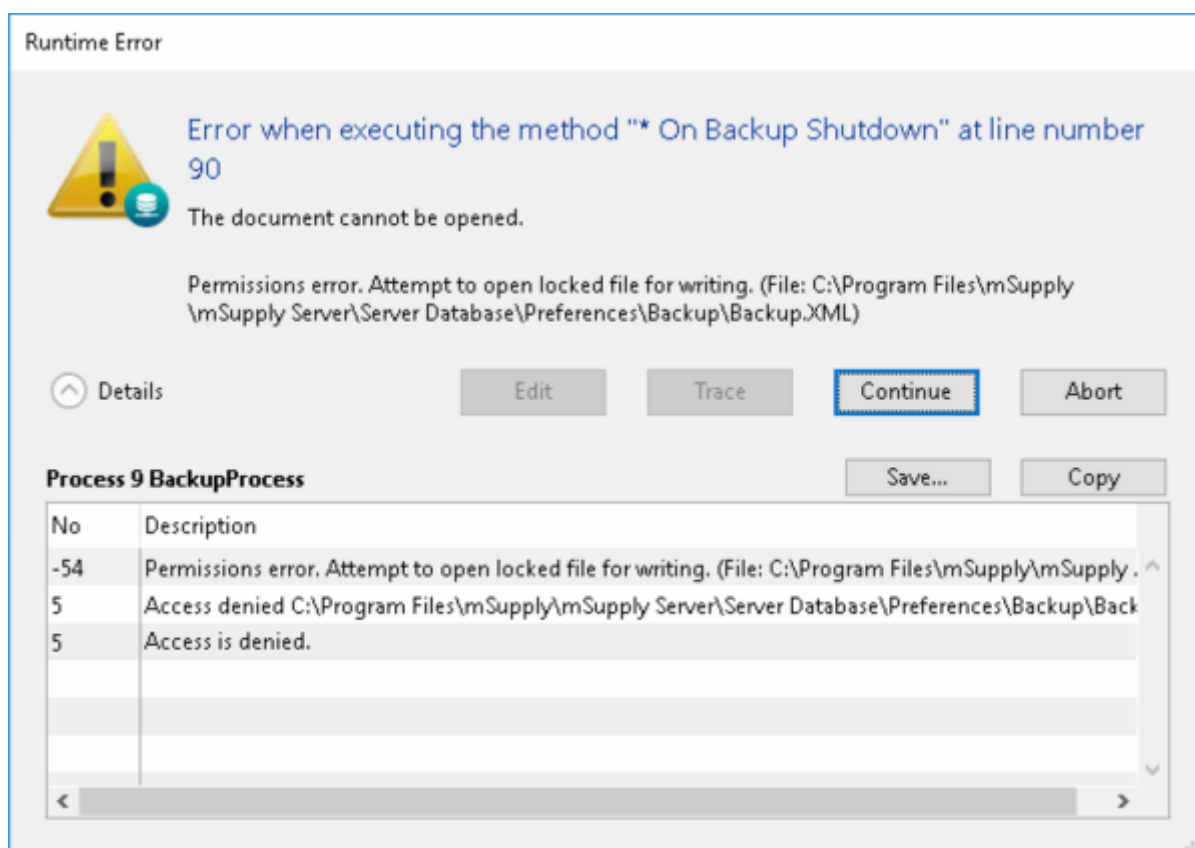 Runtime Error
Error when executing the method "* On Backup Shutdown" at line number
90
The document cannot be opened.
Permissions error. Attempt to open locked file for writing. (File: C:\Program Files\mSupply
\mSupply Server\Server Database\Preferences\Backup\Backup.XML)
Details
Edit
Trace
Continue
Abort
Process 9 BackupProcess
Save...
Copy
No Description
-54 Permissions error. Attempt to open locked file for writing. (File: C:\Program Files\mSupply\mSupply .
5 Access denied C:\Program Files\mSupply\mSupply Server\Server Database\Preferences\Backup\Back
5 Access is denied.